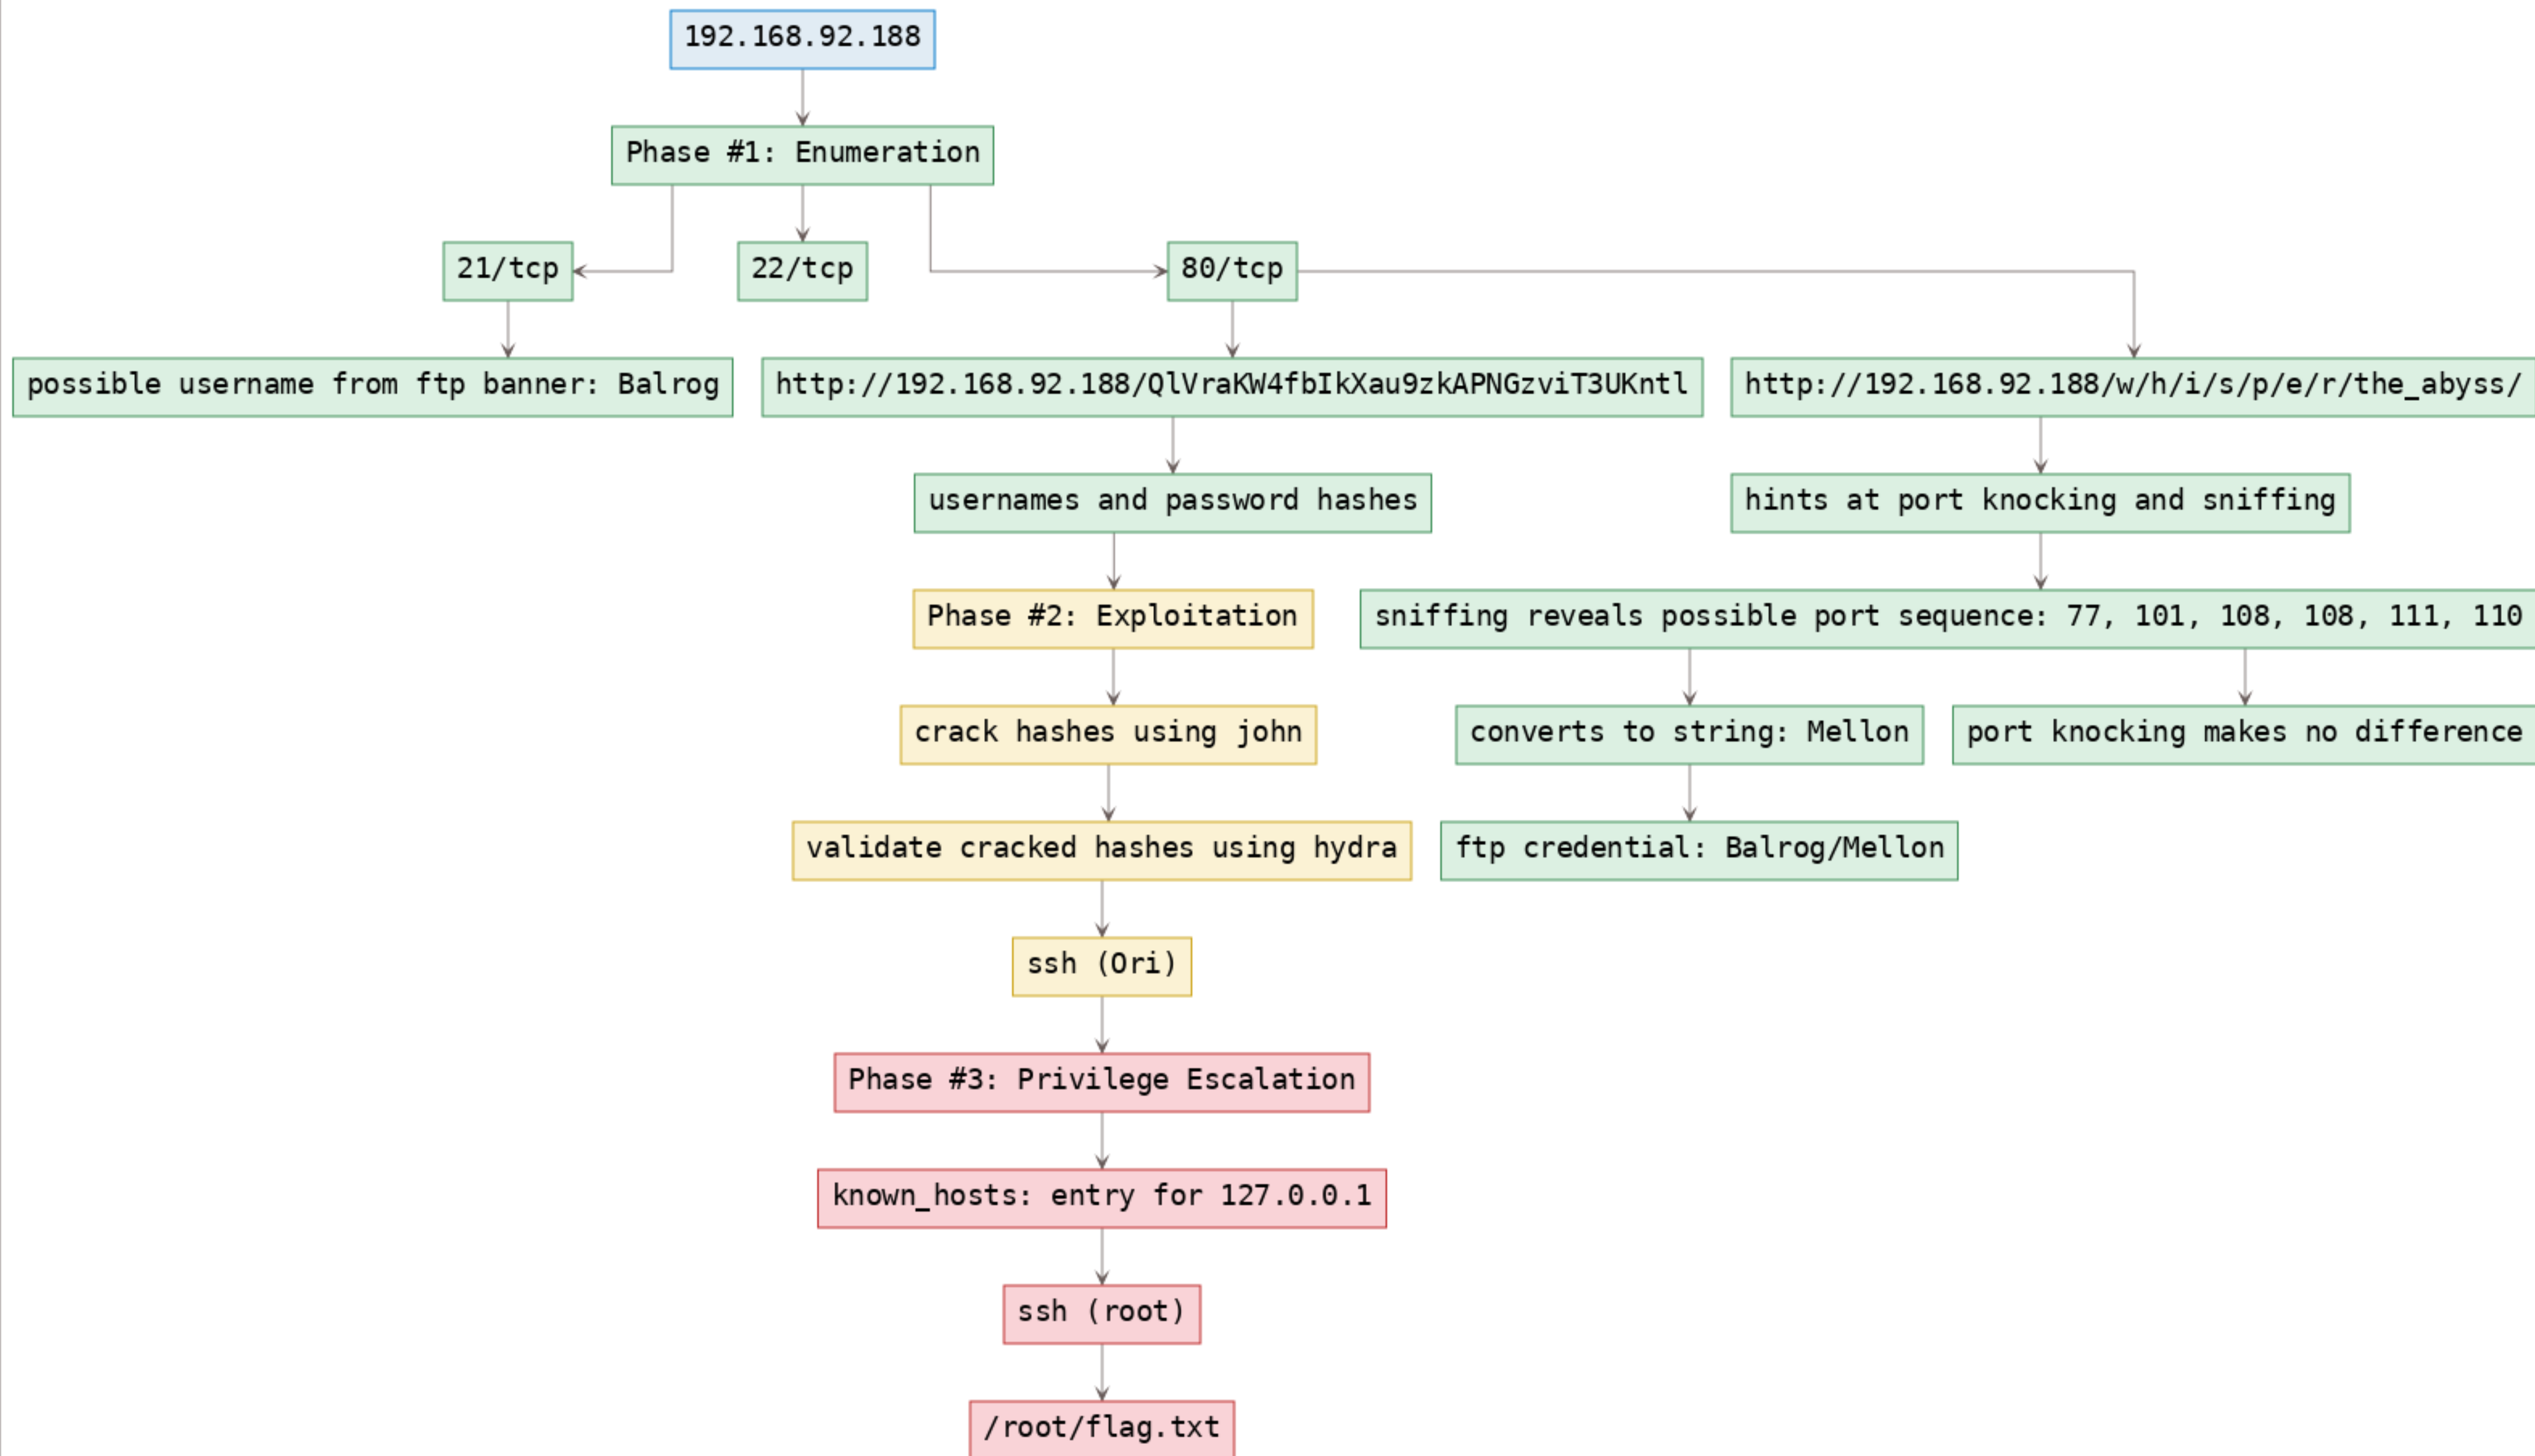 192.168.92.188
Phase #1: Enumeration
21/tcp
22/tcp
80/tcp
possible username from ftp banner: Balrog
http://192.168.92.188/QlVraKW4fbIkXau9zkAPNGzviT3UKntl
http://192.168.92.188/w/h/i/s/p/e/r/the_abyss/
usernames and password hashes
hints at port knocking and sniffing
Phase #2: Exploitation
sniffing reveals possible port sequence: 77, 101, 108, 108, 111, 110
crack hashes using john
converts to string: Mellon
port knocking makes no difference
validate cracked hashes using hydra
ftp credential: Balrog/Mellon
ssh (Ori)
Phase #3: Privilege Escalation
known_hosts: entry for 127.0.0.1
ssh (root)
/root/flag.txt